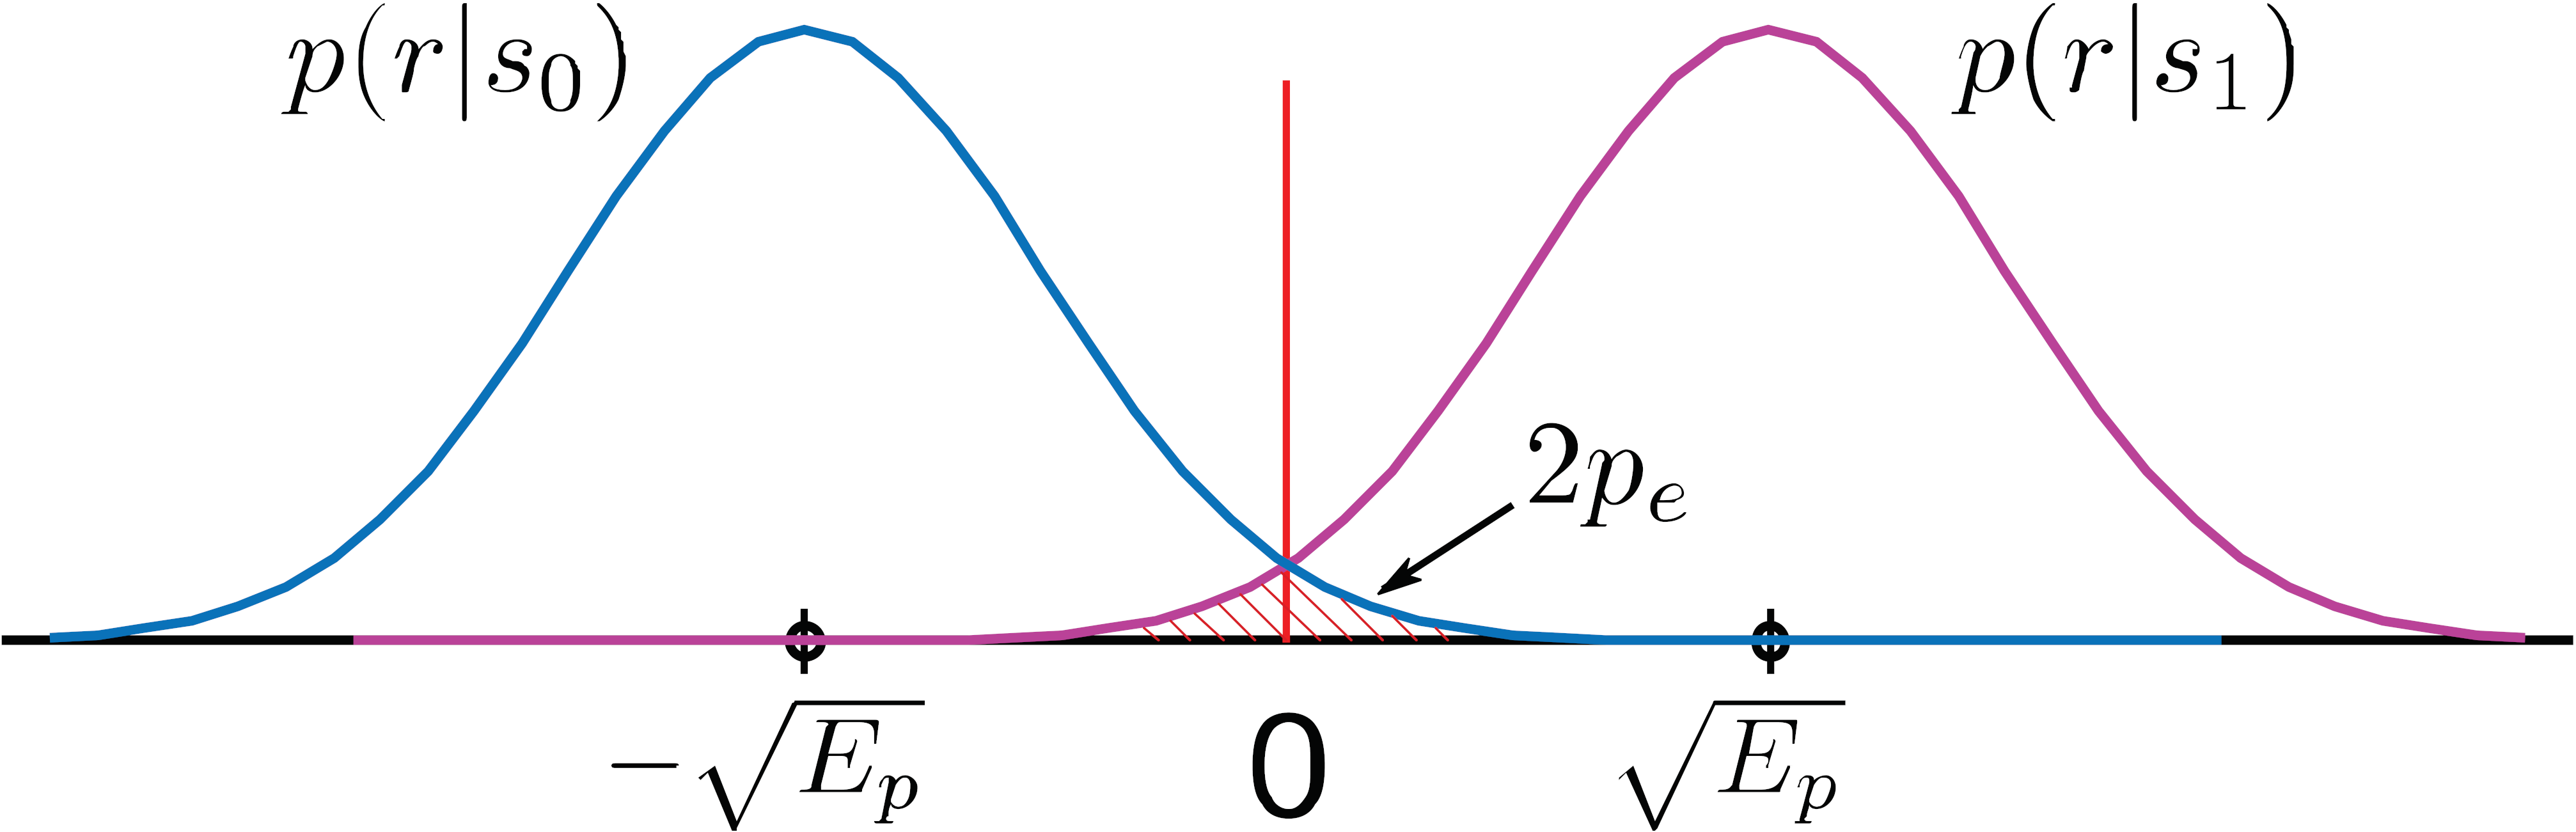 p(r|s₀) p(r|s₁)
2pₑ
−√Eₚ 0 √Eₚ